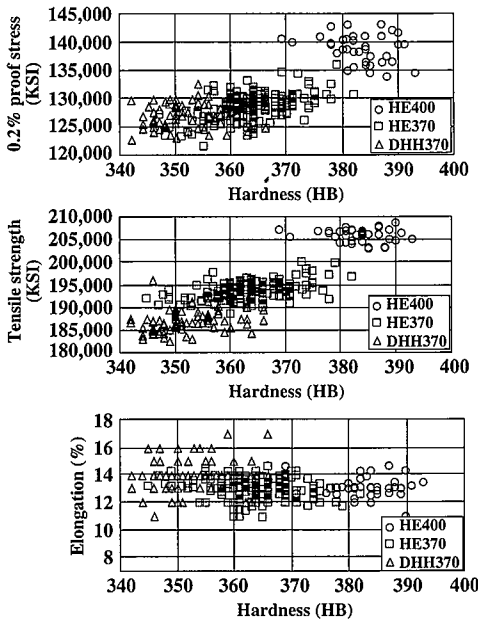 0.2% proof stress
(KSI)
145,000
140,000
135,000
130,000
125,000
120,000
HE400
HE370
DHH370
340 350 360 370 380 390 400
Hardness (HB)
Tensile strength
(KSI)
210,000
205,000
200,000
195,000
190,000
185,000
180,000
HE400
HE370
DHH370
340 350 360 370 380 390 400
Hardness (HB)
Elongation (%)
18
16
14
12
10
8
HE400
HE370
DHH370
340 350 360 370 380 390 400
Hardness (HB)